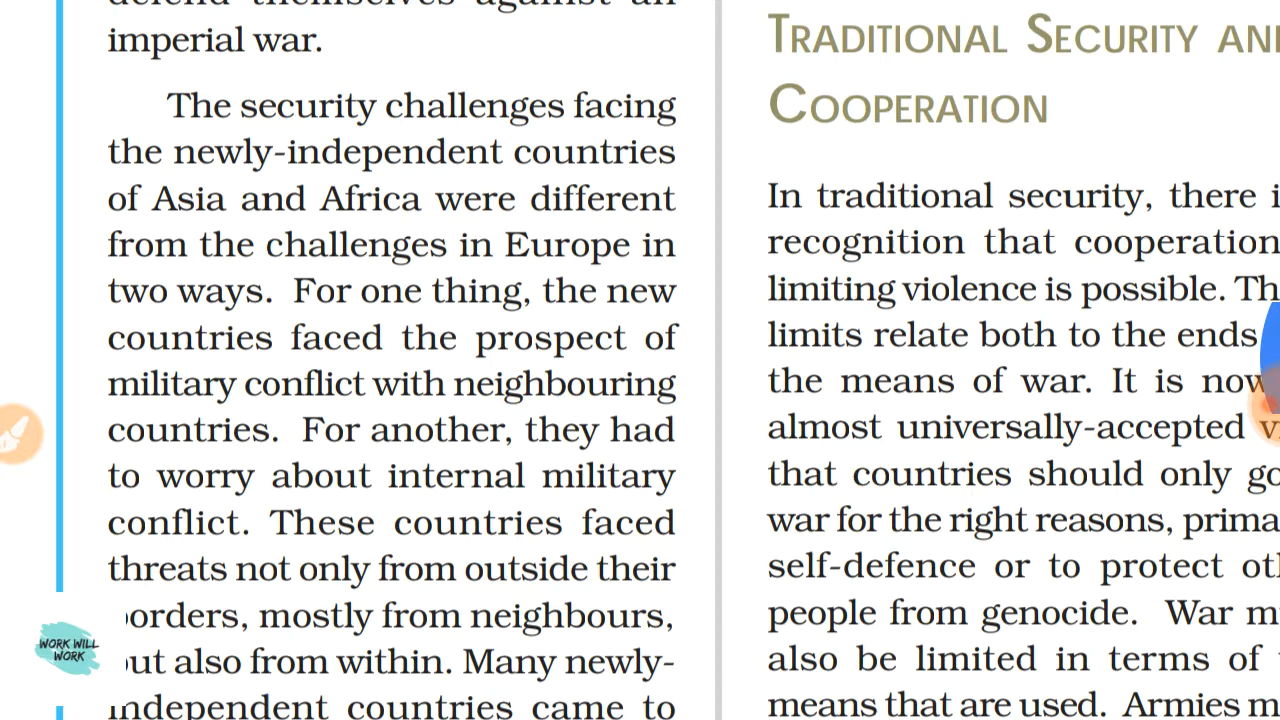 imperial war.
The security challenges facing
the newly-independent countries
of Asia and Africa were different
from the challenges in Europe in
two ways. For one thing, the new
countries faced the prospect of
military conflict with neighbouring
countries. For another, they had
to worry about internal military
conflict. These countries faced
threats not only from outside their
orders, mostly from neighbours,
ut also from within. Many newly-
independent countries came to
WORK WILL
WORK
TRADITIONAL SECURITY AN
COOPERATION
In traditional security, there i
recognition that cooperation
limiting violence is possible. Th
limits relate both to the ends
the means of war. It is now
almost universally-accepted v
that countries should only go
war for the right reasons, prima
self-defence or to protect ot
people from genocide. War m
also be limited in terms of
means that are used. Armies m